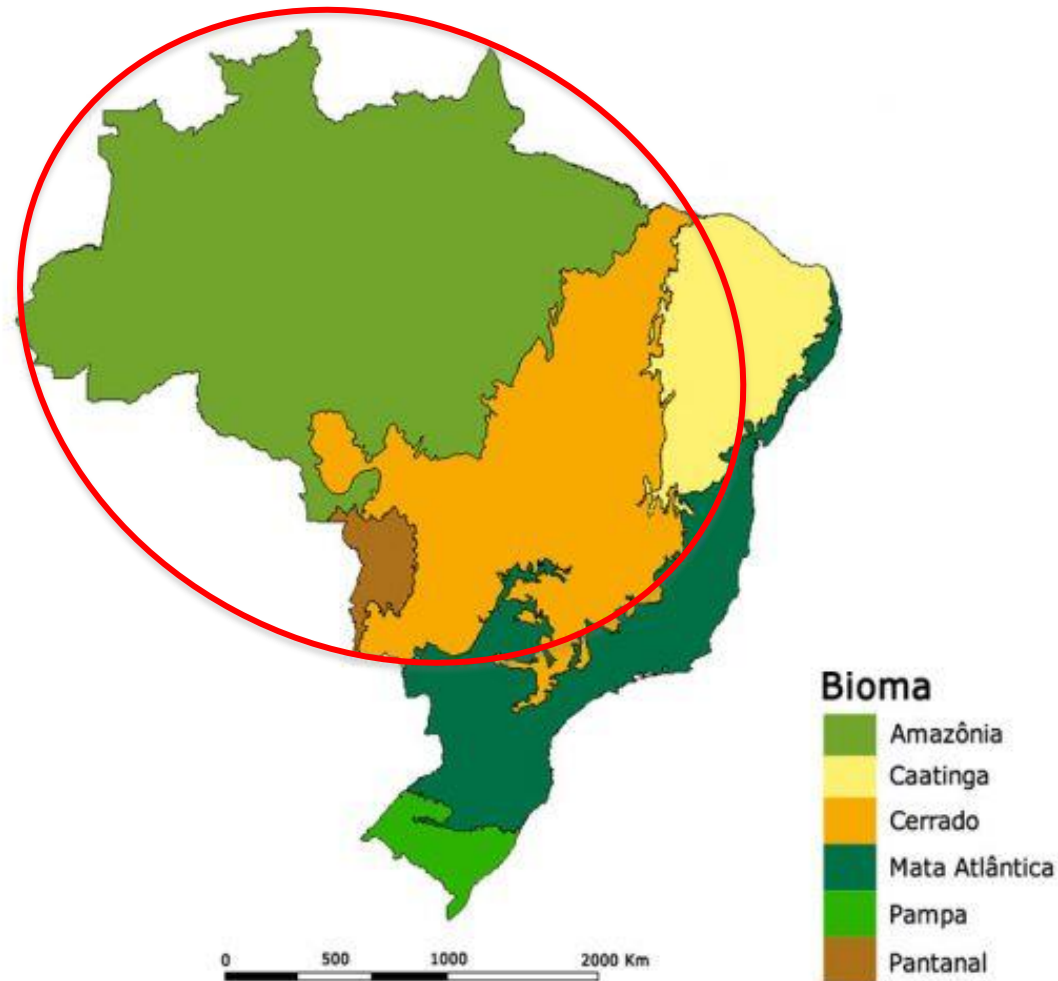 Bioma
Amazônia
Caatinga
Cerrado
Mata Atlântica
Pampa
Pantanal
0 500 1000 2000 Km